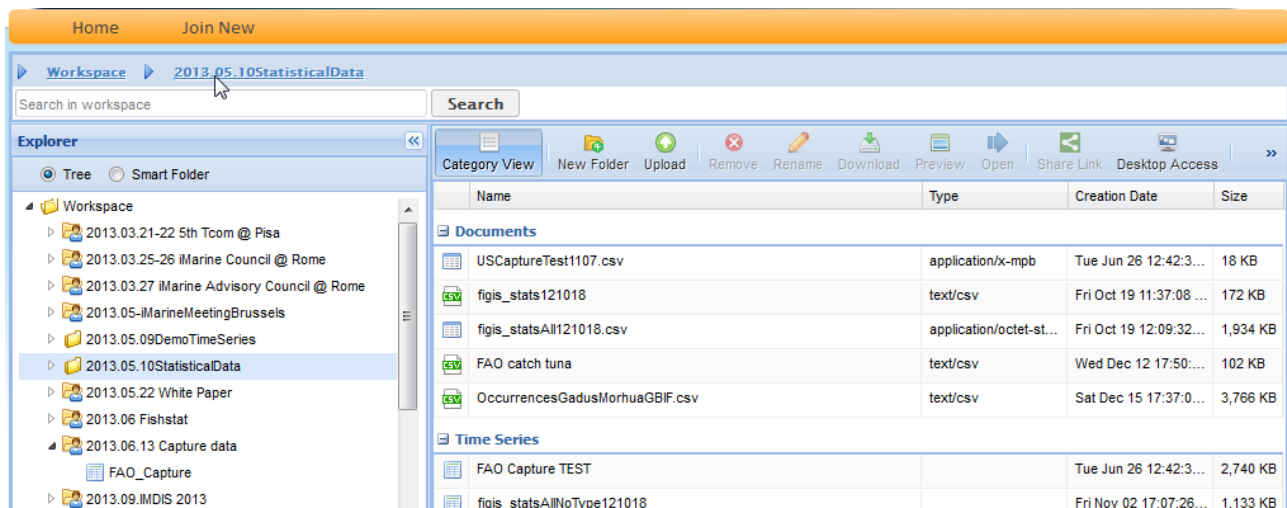 Home Join New
Workspace 2013.05.10StatisticalData
Search in workspace Search
Explorer
Tree Smart Folder
Workspace
2013.03.21-22 5th Tcom @ Pisa
2013.03.25-26 iMarine Council @ Rome
2013.03.27 iMarine Advisory Council @ Rome
2013.05-iMarineMeetingBrussels
2013.05.09DemoTimeSeries
2013.05.10StatisticalData
2013.05.22 White Paper
2013.06 Fishstat
2013.06.13 Capture data
FAO_Capture
2013.09.IMDIS 2013
Category View New Folder Upload Remove Rename Download Preview Open Share Link Desktop Access »
Name Type Creation Date Size
Documents
USCaptureTest1107.csv application/x-mpb Tue Jun 26 12:42:3... 18 KB
figis_stats121018 text/csv Fri Oct 19 11:37:08 ... 172 KB
figis_statsAll121018.csv application/octet-st... Fri Oct 19 12:09:32... 1,934 KB
FAO catch tuna text/csv Wed Dec 12 17:50:... 102 KB
OccurrencesGadusMorhuaGBIF.csv text/csv Sat Dec 15 17:37:0... 3,766 KB
Time Series
FAO Capture TEST Tue Jun 26 12:42:3... 2,740 KB
figis_statsAllNoType121018 Fri Nov 02 17:07:26... 1,133 KB